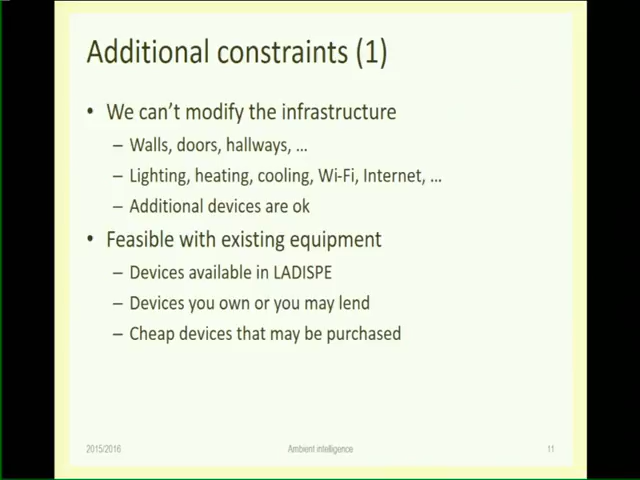 Additional constraints (1)
• We can't modify the infrastructure
– Walls, doors, hallways, …
– Lighting, heating, cooling, Wi-Fi, Internet, …
– Additional devices are ok
• Feasible with existing equipment
– Devices available in LADISPE
– Devices you own or you may lend
– Cheap devices that may be purchased
2015/2016 Ambient intelligence 11